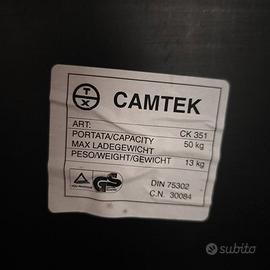 TX
CAMTEK
ART: CK 351
PORTATA/CAPACITY 50 kg
MAX LADEGEWICHT
PESO/WEIGHT/GEWICHT 13 kg
DIN 75302
C.N. 30084
subito